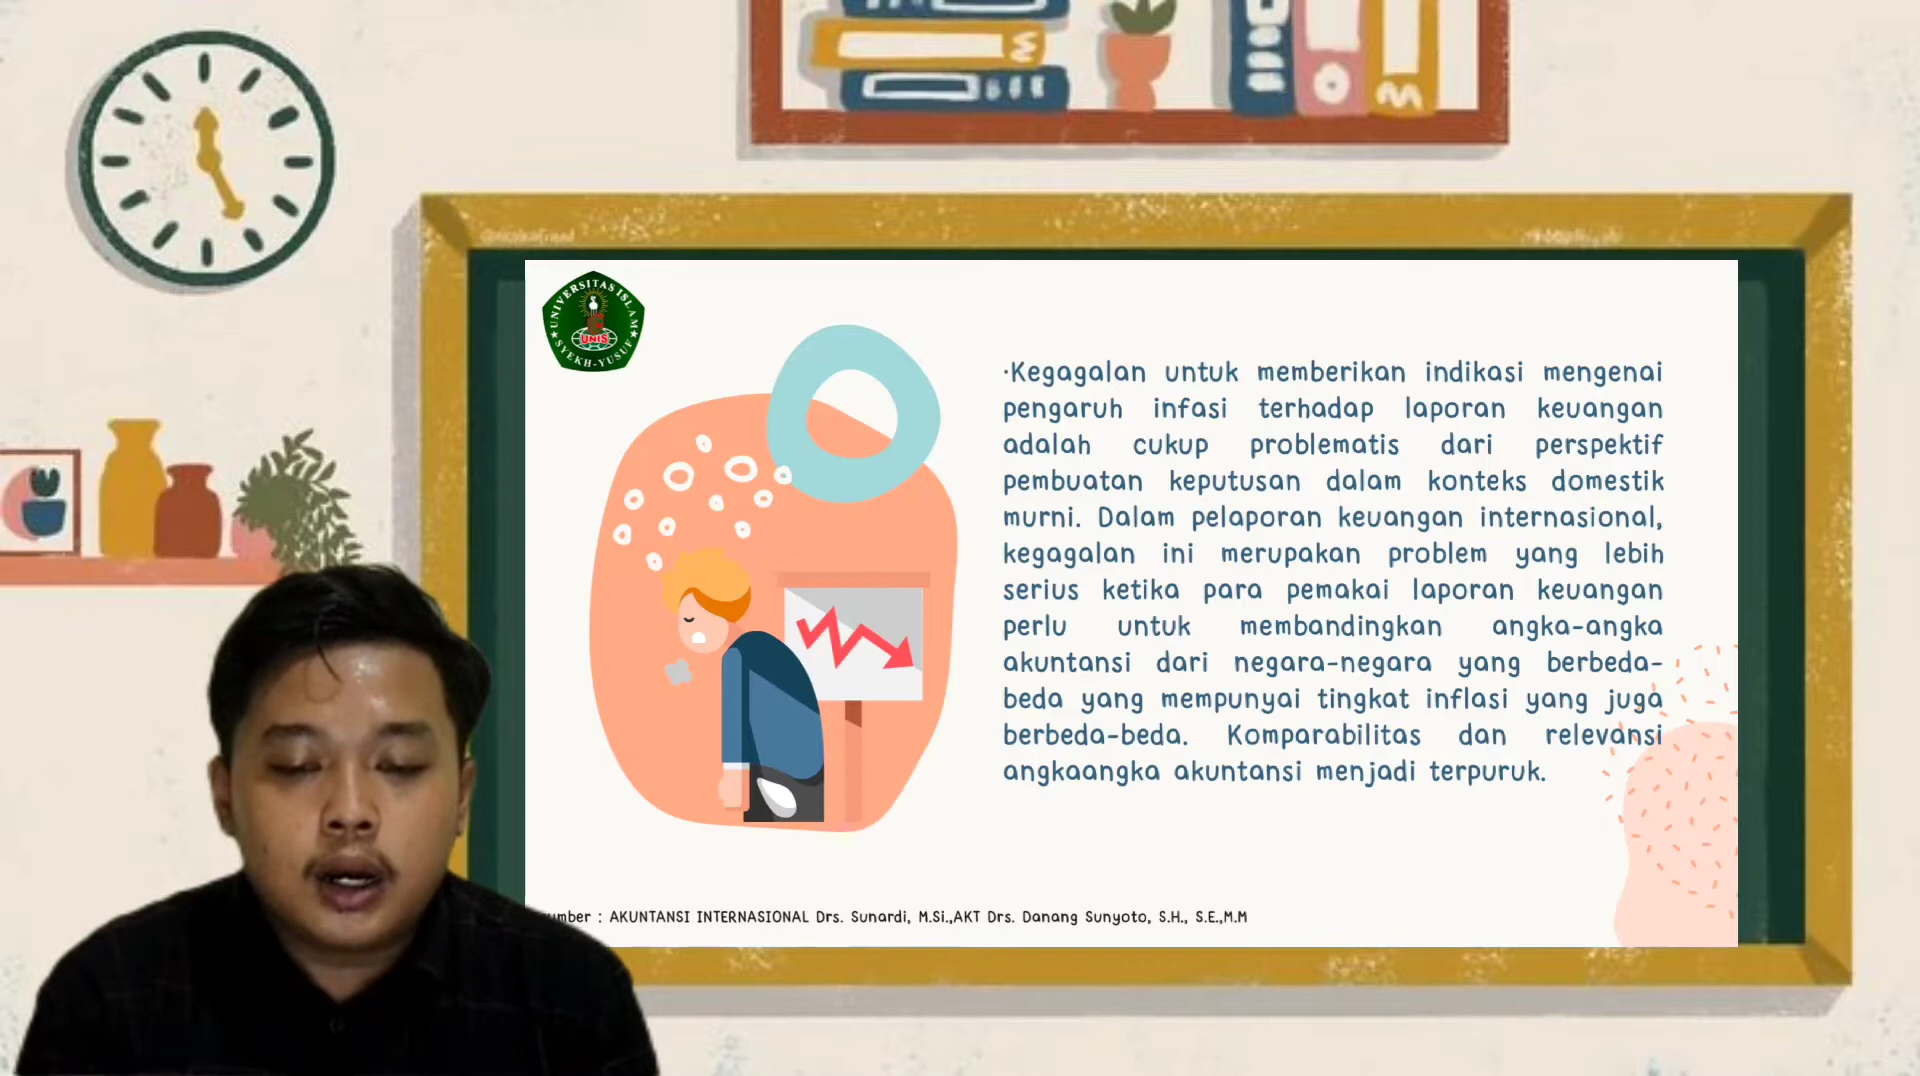 UNIVERSITAS ISLAM
UNIS
SYEKH-YUSUF
·Kegagalan untuk memberikan indikasi mengenai
pengaruh infasi terhadap laporan keuangan
adalah cukup problematis dari perspektif
pembuatan keputusan dalam konteks domestik
murni. Dalam pelaporan keuangan internasional,
kegagalan ini merupakan problem yang lebih
serius ketika para pemakai laporan keuangan
perlu untuk membandingkan angka-angka
akuntansi dari negara-negara yang berbeda-
beda yang mempunyai tingkat inflasi yang juga
berbeda-beda. Komparabilitas dan relevansi
angkaangka akuntansi menjadi terpuruk.
umber : AKUNTANSI INTERNASIONAL Drs. Sunardi, M.Si.,AKT Drs. Danang Sunyoto, S.H., S.E.,M.M